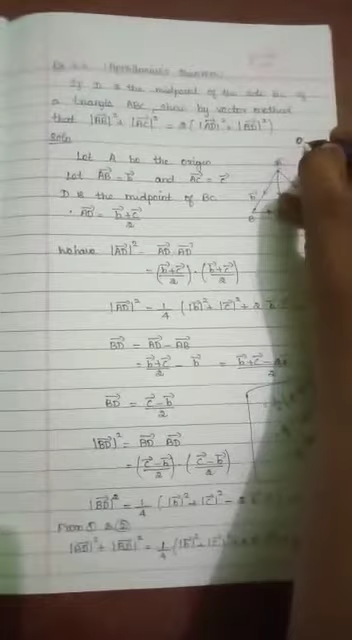 (Apollonius's theorem)
If D is the midpoint of the side BC of
a triangle ABC, show by vector method
that |AB|² + |AC|² = 2(|AD|² + |BD|²)
Soln
Let A be the origin
Let AB = b and AC = c
D is the midpoint of BC
∴ AD = (b+c)/2
We have |AD|² = AD · AD
= (b+c)/2 · (b+c)/2
|AD|² = 1/4 (|b|² + |c|² + 2
BD = AD − AB
= (b+c)/2 − b = (b+c−2
BD = (c−b)/2
|BD|² = BD · BD
= (c−b)/2 · (c−b)/2
|BD|² = 1/4 (|b|² + |c|² −
From ① & ②
|AD|² + |BD|² = 1/4 (|b|² + |c|² +
b
B